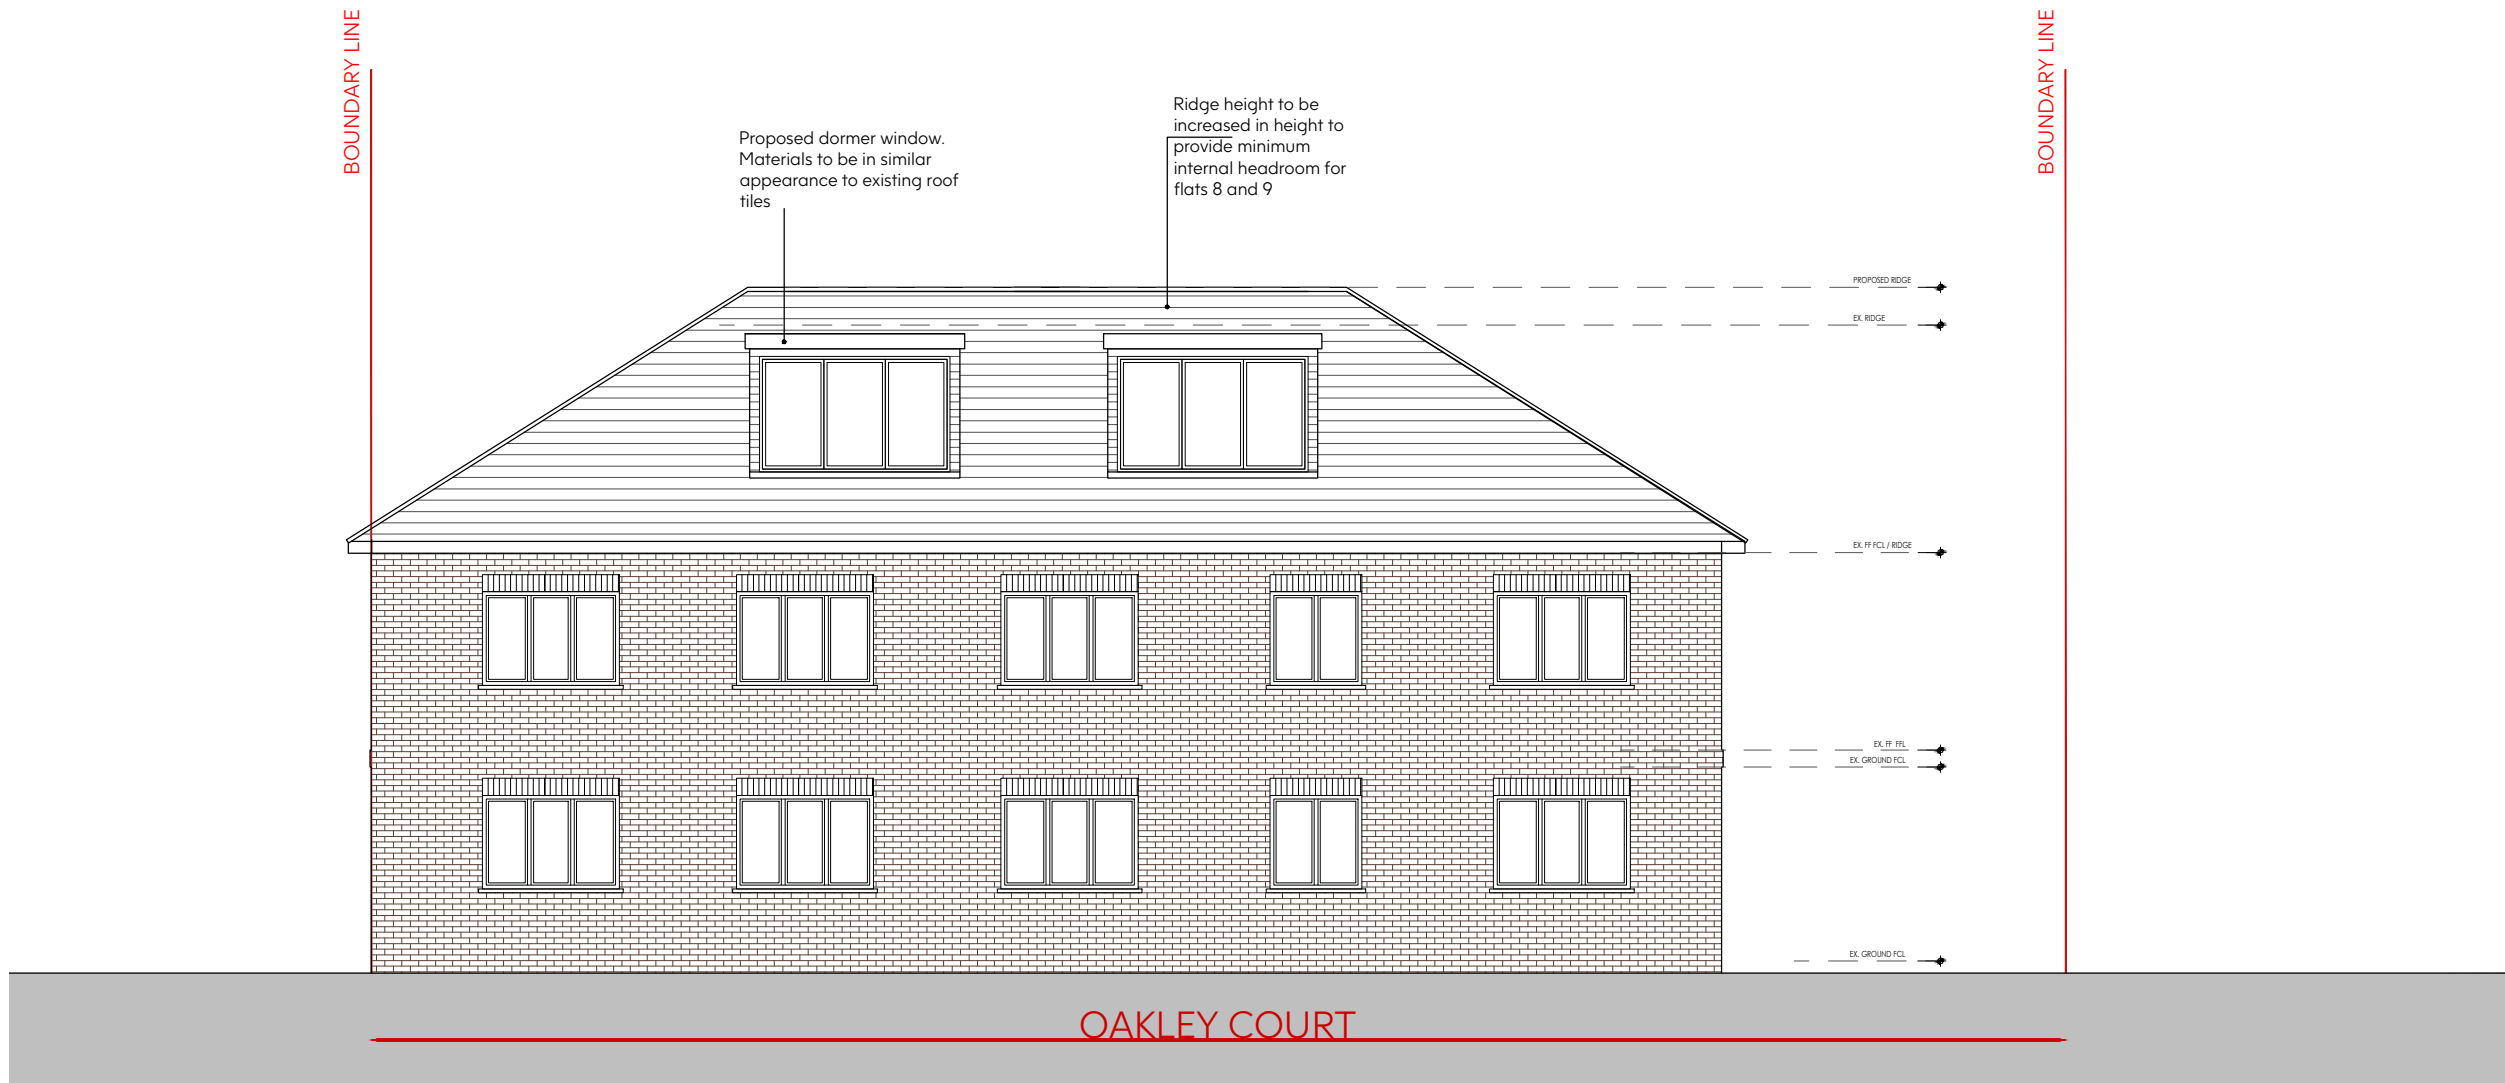 BOUNDARY LINE
BOUNDARY LINE
Ridge height to be
increased in height to
provide minimum
internal headroom for
flats 8 and 9
Proposed dormer window.
Materials to be in similar
appearance to existing roof
tiles
PROPOSED RIDGE
EX. RIDGE
EX. FF FCL / RIDGE
EX. FF FFL
EX. GROUND FCL
EX. GROUND FCL
OAKLEY COURT